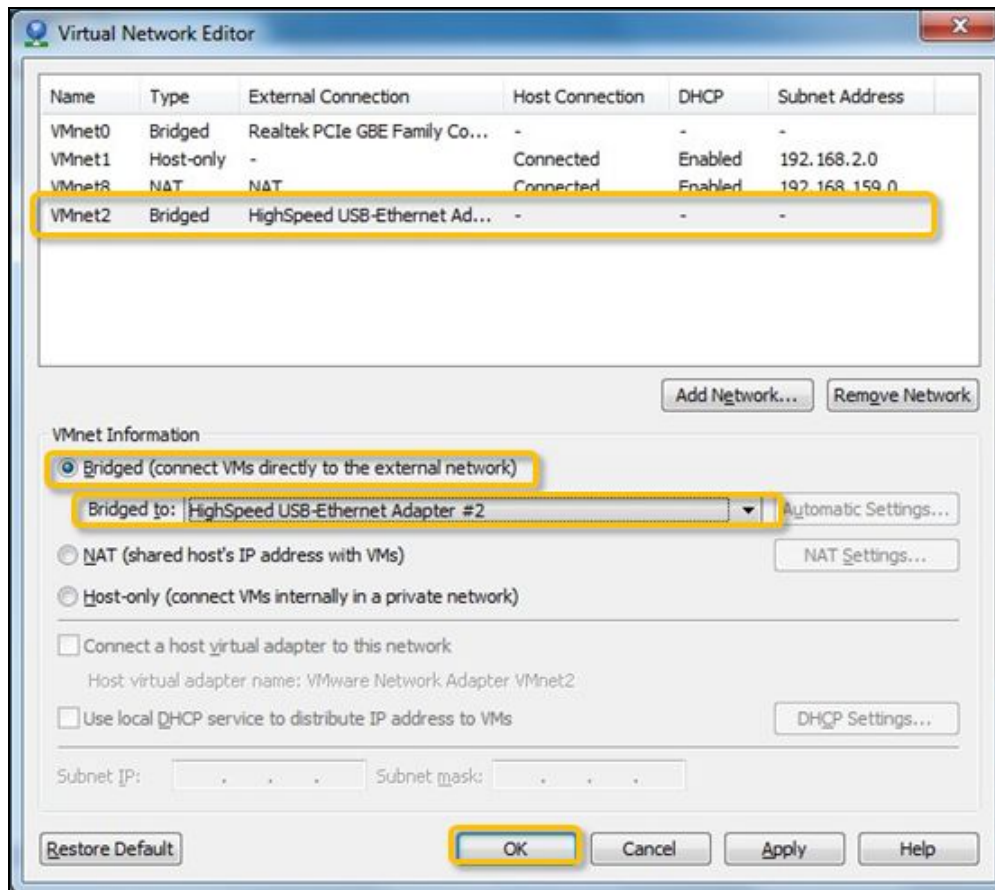 Virtual Network Editor
Name Type External Connection Host Connection DHCP Subnet Address
VMnet0 Bridged Realtek PCIe GBE Family Co... - - -
VMnet1 Host-only - Connected Enabled 192.168.2.0
VMnet8 NAT NAT Connected Enabled 192.168.159.0
VMnet2 Bridged HighSpeed USB-Ethernet Ad... - - -
Add Network... Remove Network
VMnet Information
Bridged (connect VMs directly to the external network)
Bridged to: HighSpeed USB-Ethernet Adapter #2 Automatic Settings...
NAT (shared host's IP address with VMs) NAT Settings...
Host-only (connect VMs internally in a private network)
Connect a host virtual adapter to this network
Host virtual adapter name: VMware Network Adapter VMnet2
Use local DHCP service to distribute IP address to VMs DHCP Settings...
Subnet IP: . . . Subnet mask: . . .
Restore Default OK Cancel Apply Help